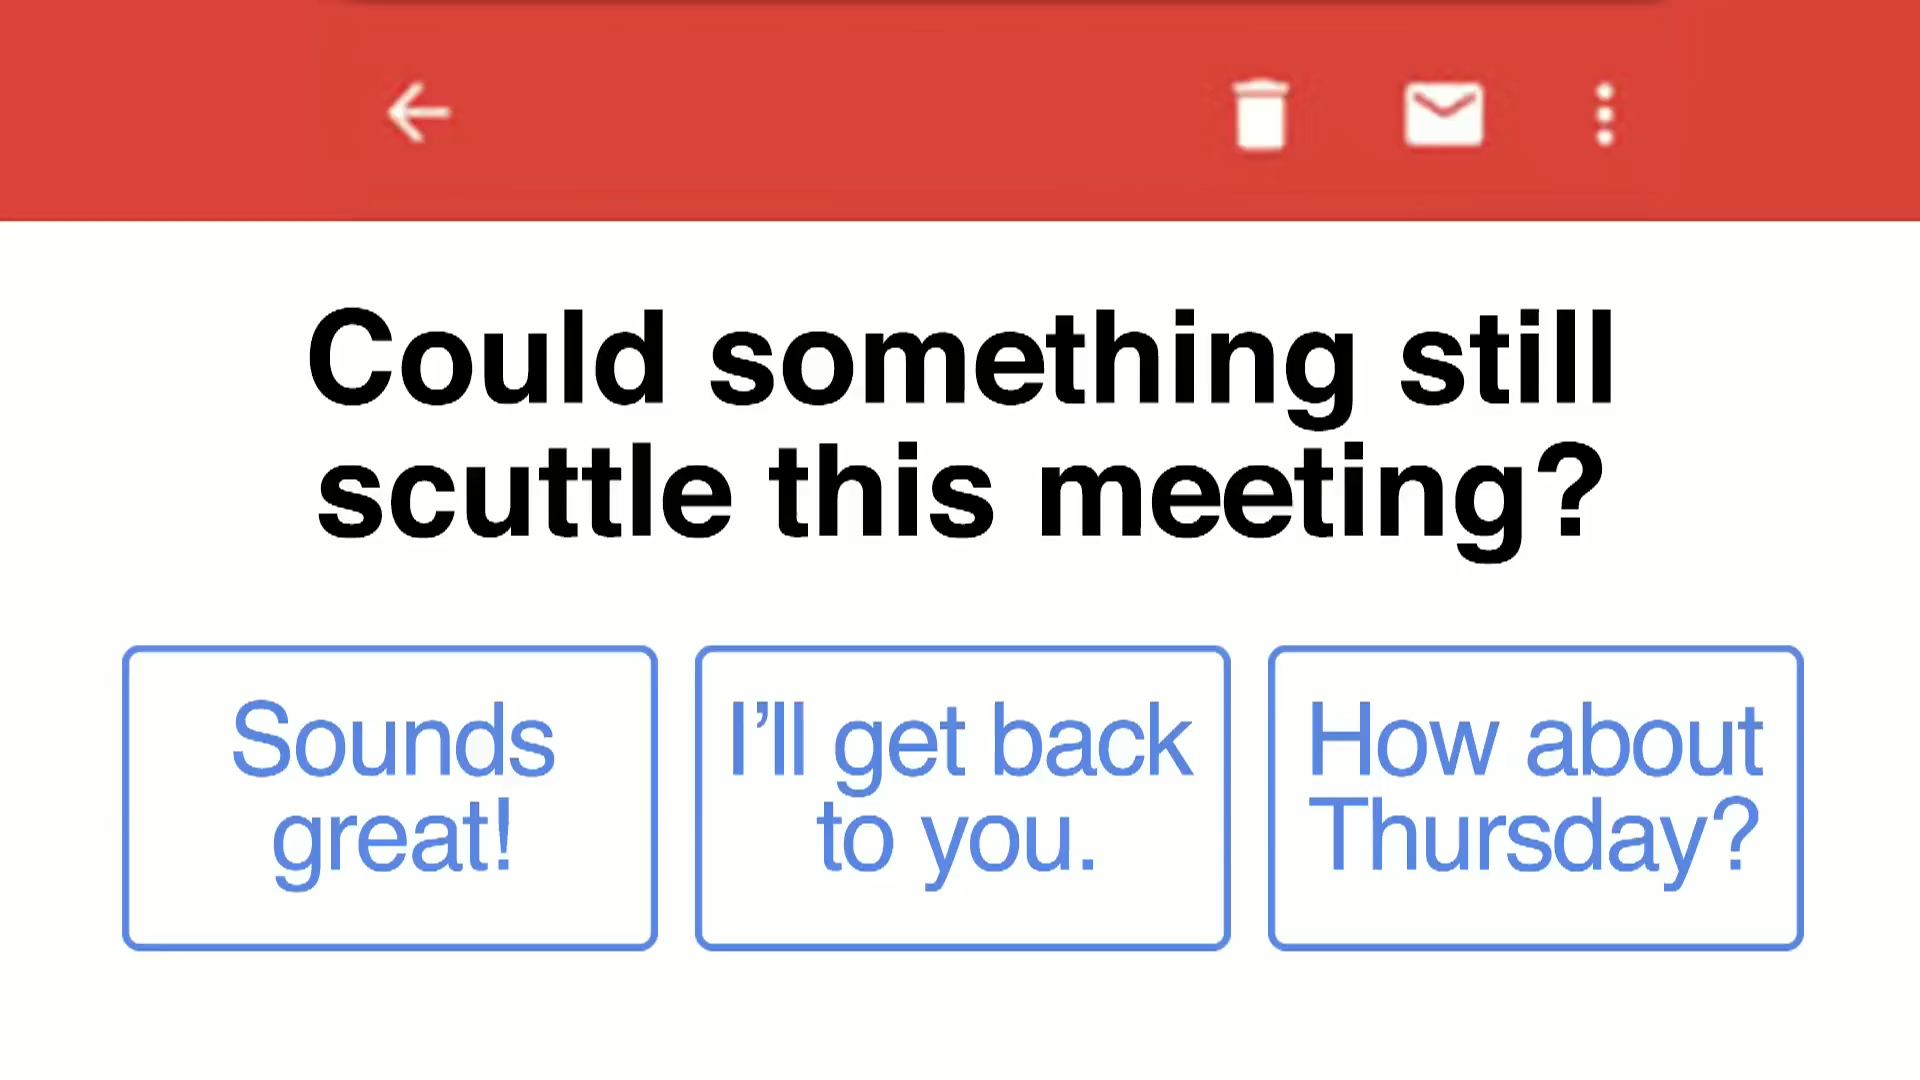 Could something still
scuttle this meeting?
Sounds
great!
I’ll get back
to you.
How about
Thursday?